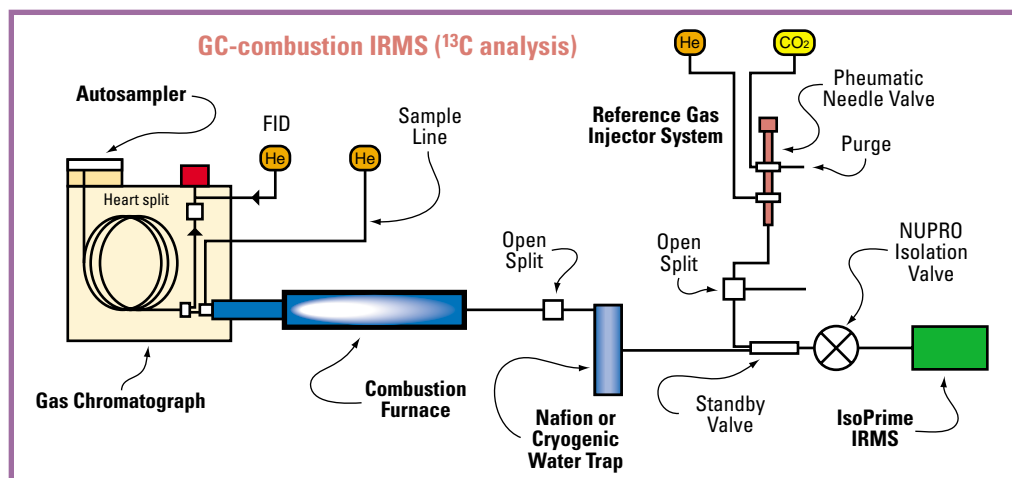 GC-combustion IRMS (¹³C analysis)
He
CO₂
Autosampler
FID
Sample
Line
Reference Gas
Injector System
Pheumatic
Needle Valve
Purge
He
He
Heart split
Open
Split
Open
Split
NUPRO
Isolation
Valve
Gas Chromatograph
Combustion
Furnace
Nafion or
Cryogenic
Water Trap
Standby
Valve
IsoPrime
IRMS